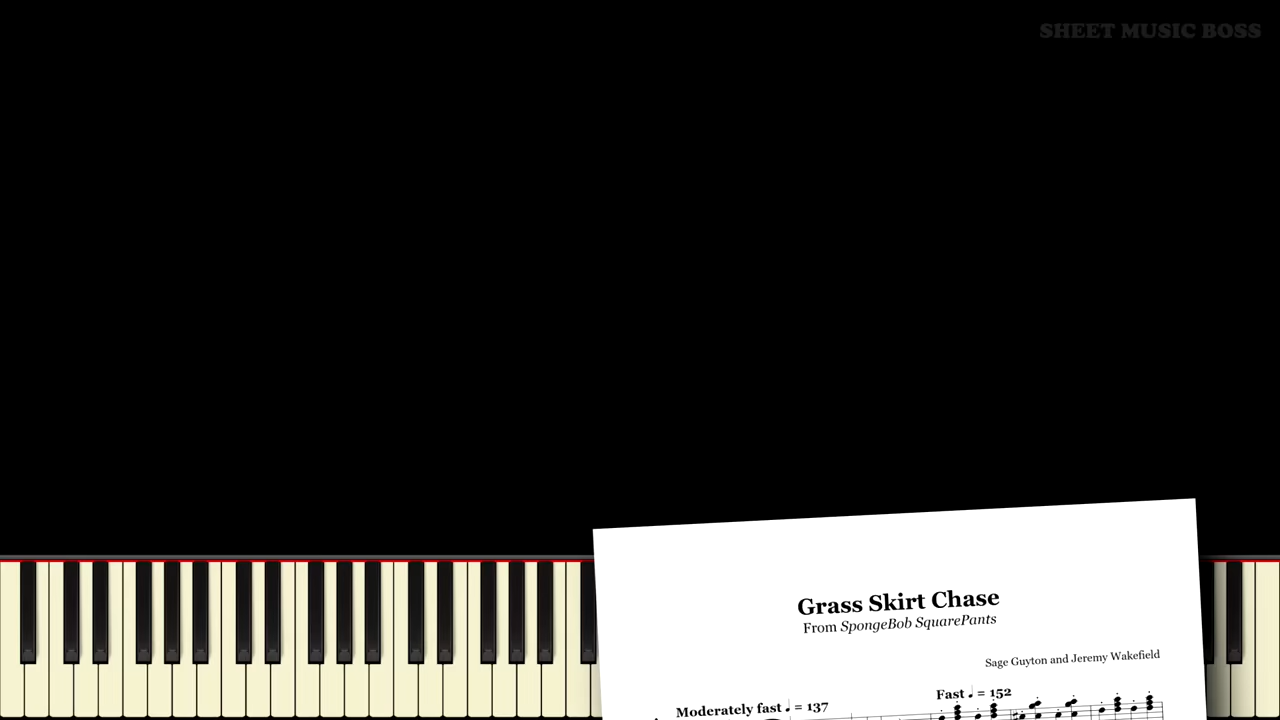 SHEET MUSIC BOSS
Grass Skirt Chase
From SpongeBob SquarePants
Sage Guyton and Jeremy Wakefield
Fast ♩ = 152
Moderately fast ♩ = 137